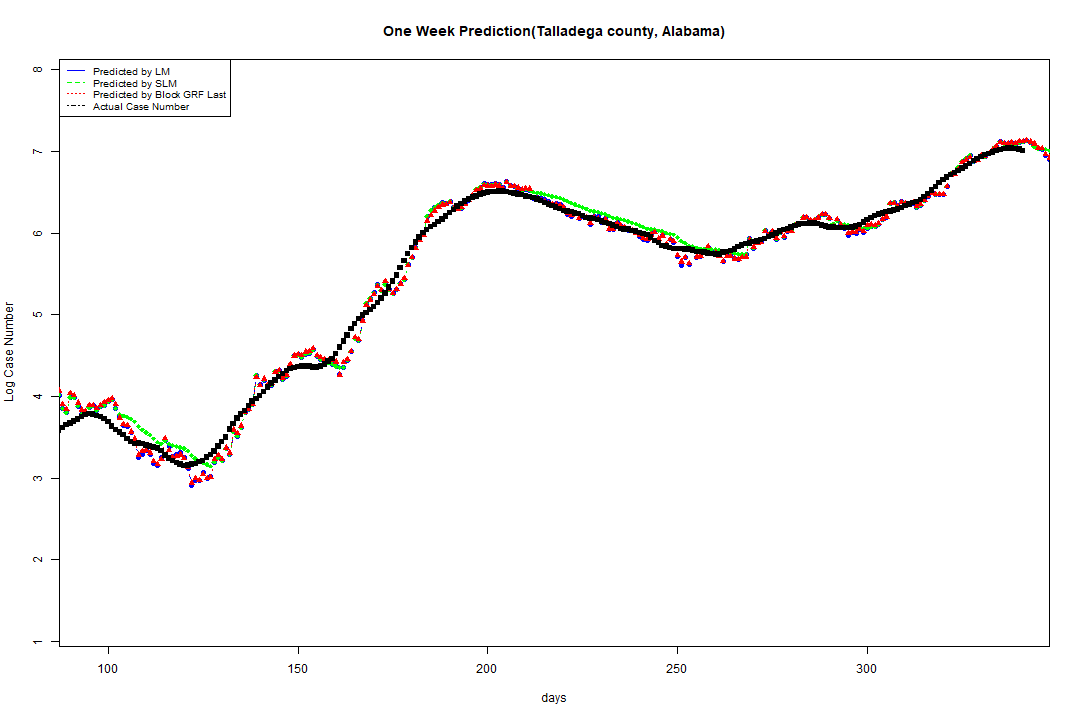 One Week Prediction(Talladega county, Alabama)
Predicted by LM
Predicted by SLM
Predicted by Block GRF Last
Actual Case Number
8
7
6
5
4
3
2
1
Log Case Number
100 150 200 250 300
days